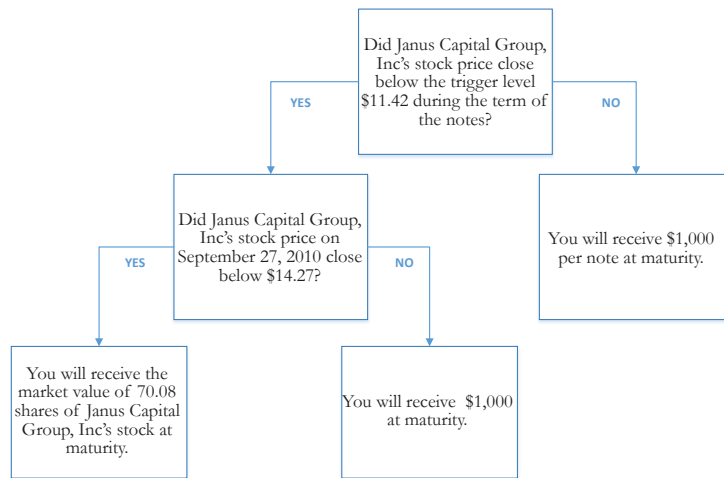 Did Janus Capital Group,
Inc's stock price close
below the trigger level
$11.42 during the term of
the notes?
YES
NO
Did Janus Capital Group,
Inc's stock price on
September 27, 2010 close
below $14.27?
You will receive $1,000
per note at maturity.
YES
NO
You will receive the
market value of 70.08
shares of Janus Capital
Group, Inc's stock at
maturity.
You will receive $1,000
at maturity.